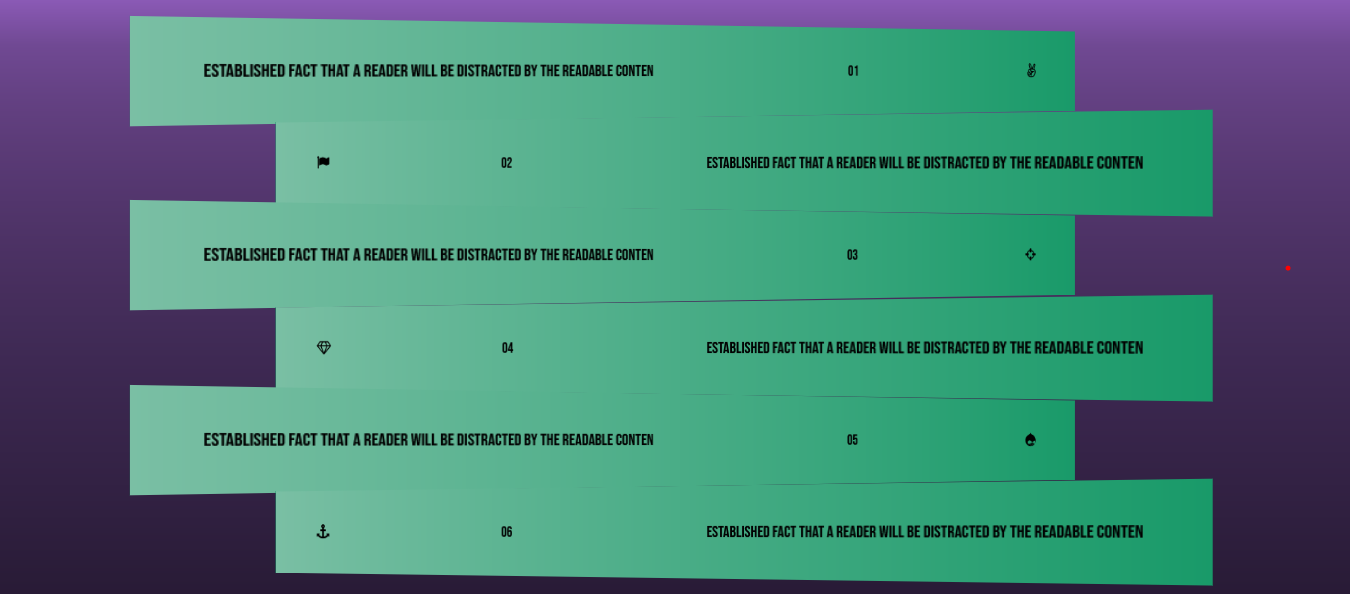 ESTABLISHED FACT THAT A READER WILL BE DISTRACTED BY THE READABLE CONTEN 01
02 ESTABLISHED FACT THAT A READER WILL BE DISTRACTED BY THE READABLE CONTEN
ESTABLISHED FACT THAT A READER WILL BE DISTRACTED BY THE READABLE CONTEN 03
04 ESTABLISHED FACT THAT A READER WILL BE DISTRACTED BY THE READABLE CONTEN
ESTABLISHED FACT THAT A READER WILL BE DISTRACTED BY THE READABLE CONTEN 05
06 ESTABLISHED FACT THAT A READER WILL BE DISTRACTED BY THE READABLE CONTEN